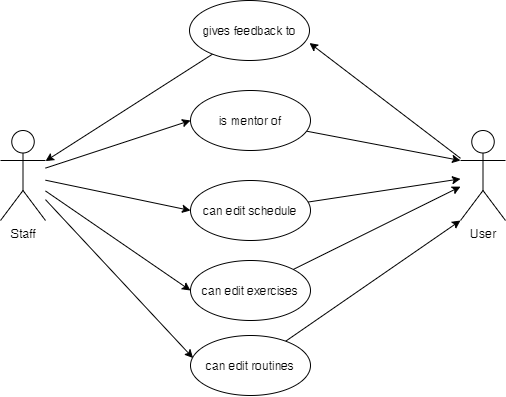 gives feedback to
is mentor of
can edit schedule
Staff
User
can edit exercises
can edit routines